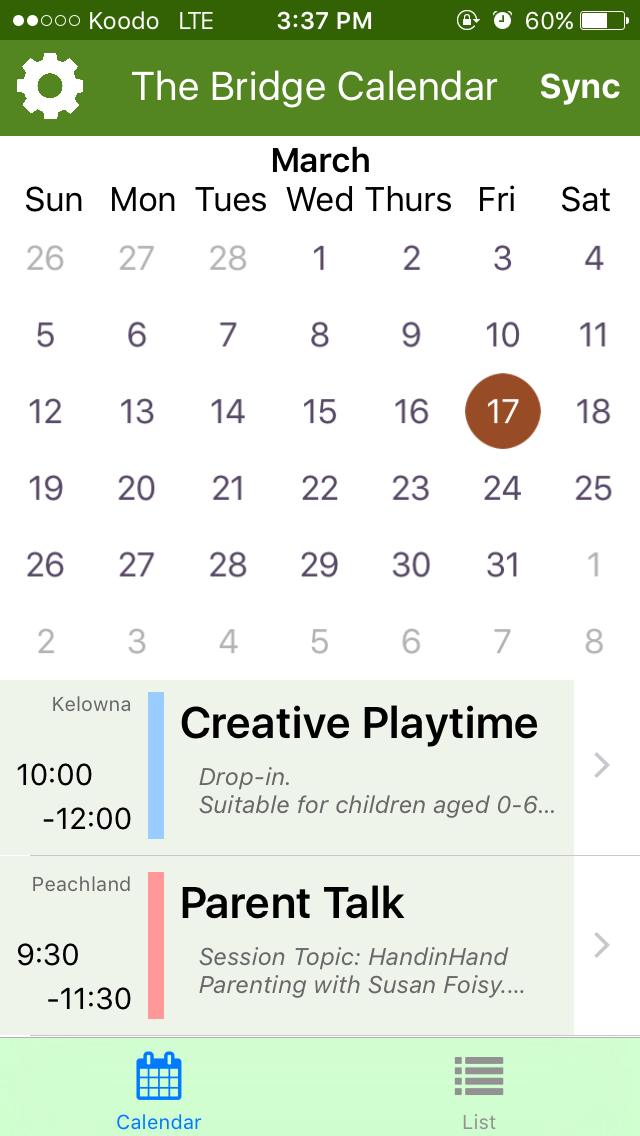 Koodo LTE 3:37 PM 60%
The Bridge Calendar Sync
March
Sun Mon Tues Wed Thurs Fri Sat
26 27 28 1 2 3 4
5 6 7 8 9 10 11
12 13 14 15 16 17 18
19 20 21 22 23 24 25
26 27 28 29 30 31 1
2 3 4 5 6 7 8
Kelowna
10:00
-12:00
Creative Playtime
Drop-in.
Suitable for children aged 0-6...
Peachland
9:30
-11:30
Parent Talk
Session Topic: HandinHand
Parenting with Susan Foisy....
Calendar List